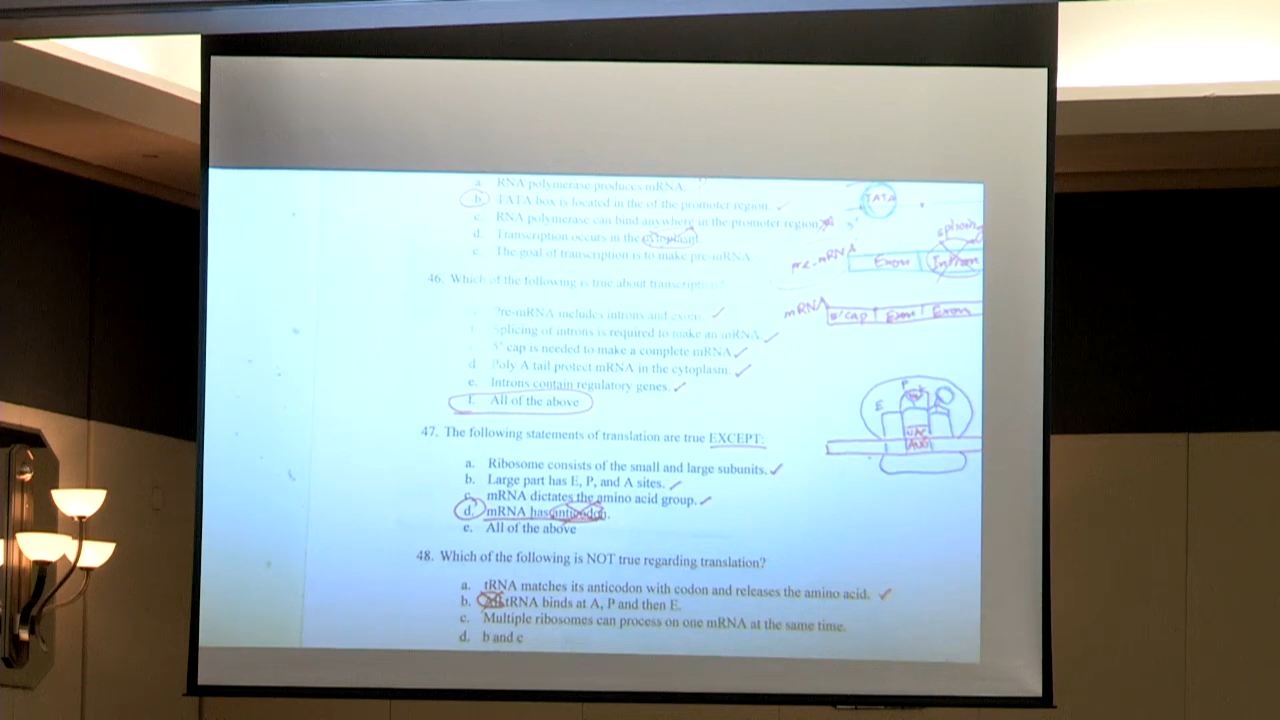 a. RNA polymerase produces mRNA.
b. TATA box is located in the of the promoter region.
c. RNA polymerase can bind anywhere in the promoter region
d. Transcription occurs in the cytoplasm.
e. The goal of transcription is to make pre-mRNA
TATA
5'
splicing
pre-mRNA Exon Intron
46. Which of the following is true about transcription?
Pre-mRNA includes introns and exons.
Splicing of introns is required to make an mRNA.
5' cap is needed to make a complete mRNA
d. Poly A tail protect mRNA in the cytoplasm.
e. Introns contain regulatory genes.
f. All of the above
mRNA 5' cap Exon Exon
47. The following statements of translation are true EXCEPT:
a. Ribosome consists of the small and large subunits.
b. Large part has E, P, and A sites.
c. mRNA dictates the amino acid group.
d. mRNA has anticodon.
e. All of the above
E P
UAC
AUG
48. Which of the following is NOT true regarding translation?
a. tRNA matches its anticodon with codon and releases the amino acid.
b. tRNA binds at A, P and then E.
c. Multiple ribosomes can process on one mRNA at the same time.
d. b and c